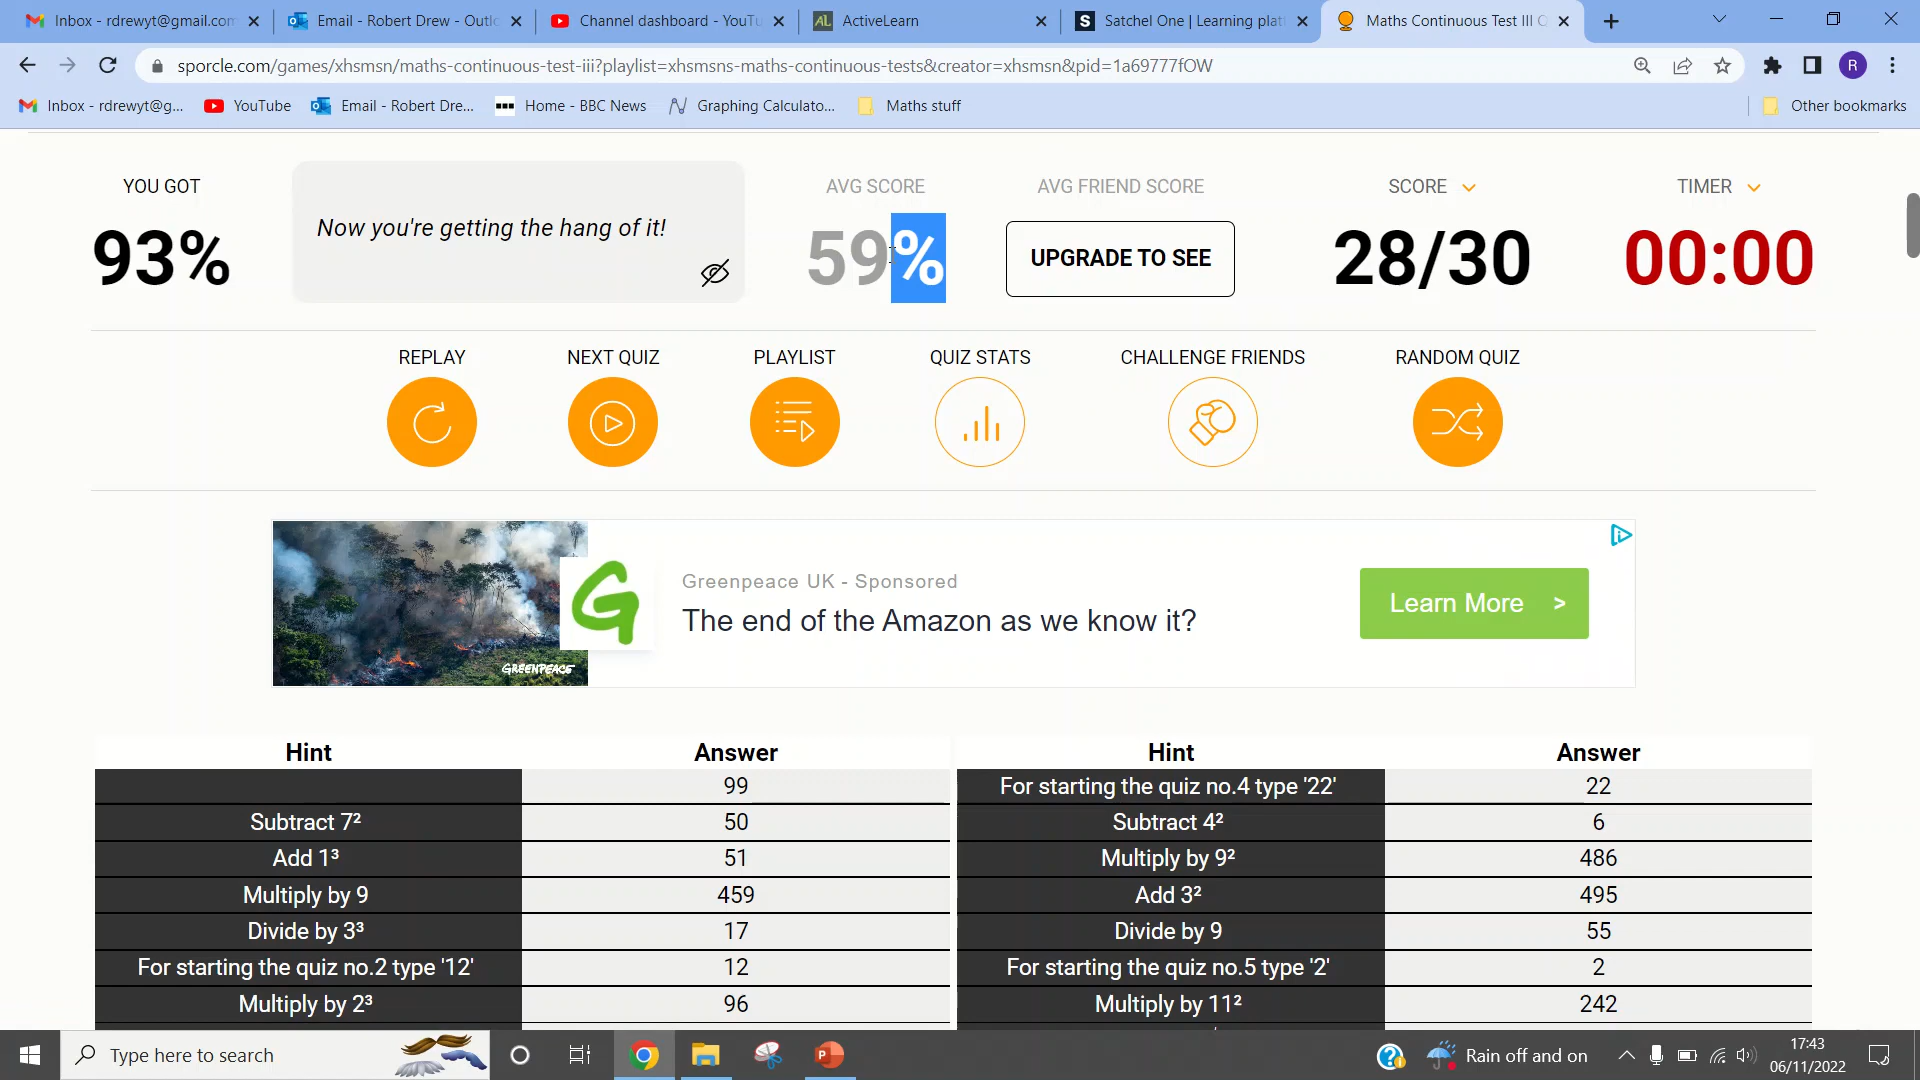 Inbox - rdrewyt@gmail.com
Email - Robert Drew - Outlo
Channel dashboard - YouTu
ActiveLearn
Satchel One | Learning plat
Maths Continuous Test III Q
sporcle.com/games/xhsmsn/maths-continuous-test-iii?playlist=xhsmsns-maths-continuous-tests&creator=xhsmsn&pid=1a69777fOW
R
Inbox - rdrewyt@g...
YouTube
Email - Robert Dre...
Home - BBC News
Graphing Calculato...
Maths stuff
Other bookmarks
YOU GOT
93%
Now you're getting the hang of it!
AVG SCORE
59%
AVG FRIEND SCORE
UPGRADE TO SEE
SCORE
28/30
TIMER
00:00
REPLAY
NEXT QUIZ
PLAYLIST
QUIZ STATS
CHALLENGE FRIENDS
RANDOM QUIZ
GREENPEACE
G
Greenpeace UK - Sponsored
The end of the Amazon as we know it?
Learn More >
Hint Answer Hint Answer
99 For starting the quiz no.4 type '22' 22
Subtract 7² 50 Subtract 4² 6
Add 1³ 51 Multiply by 9² 486
Multiply by 9 459 Add 3² 495
Divide by 3³ 17 Divide by 9 55
For starting the quiz no.2 type '12' 12 For starting the quiz no.5 type '2' 2
Multiply by 2³ 96 Multiply by 11² 242
Type here to search
Rain off and on
17:43
06/11/2022